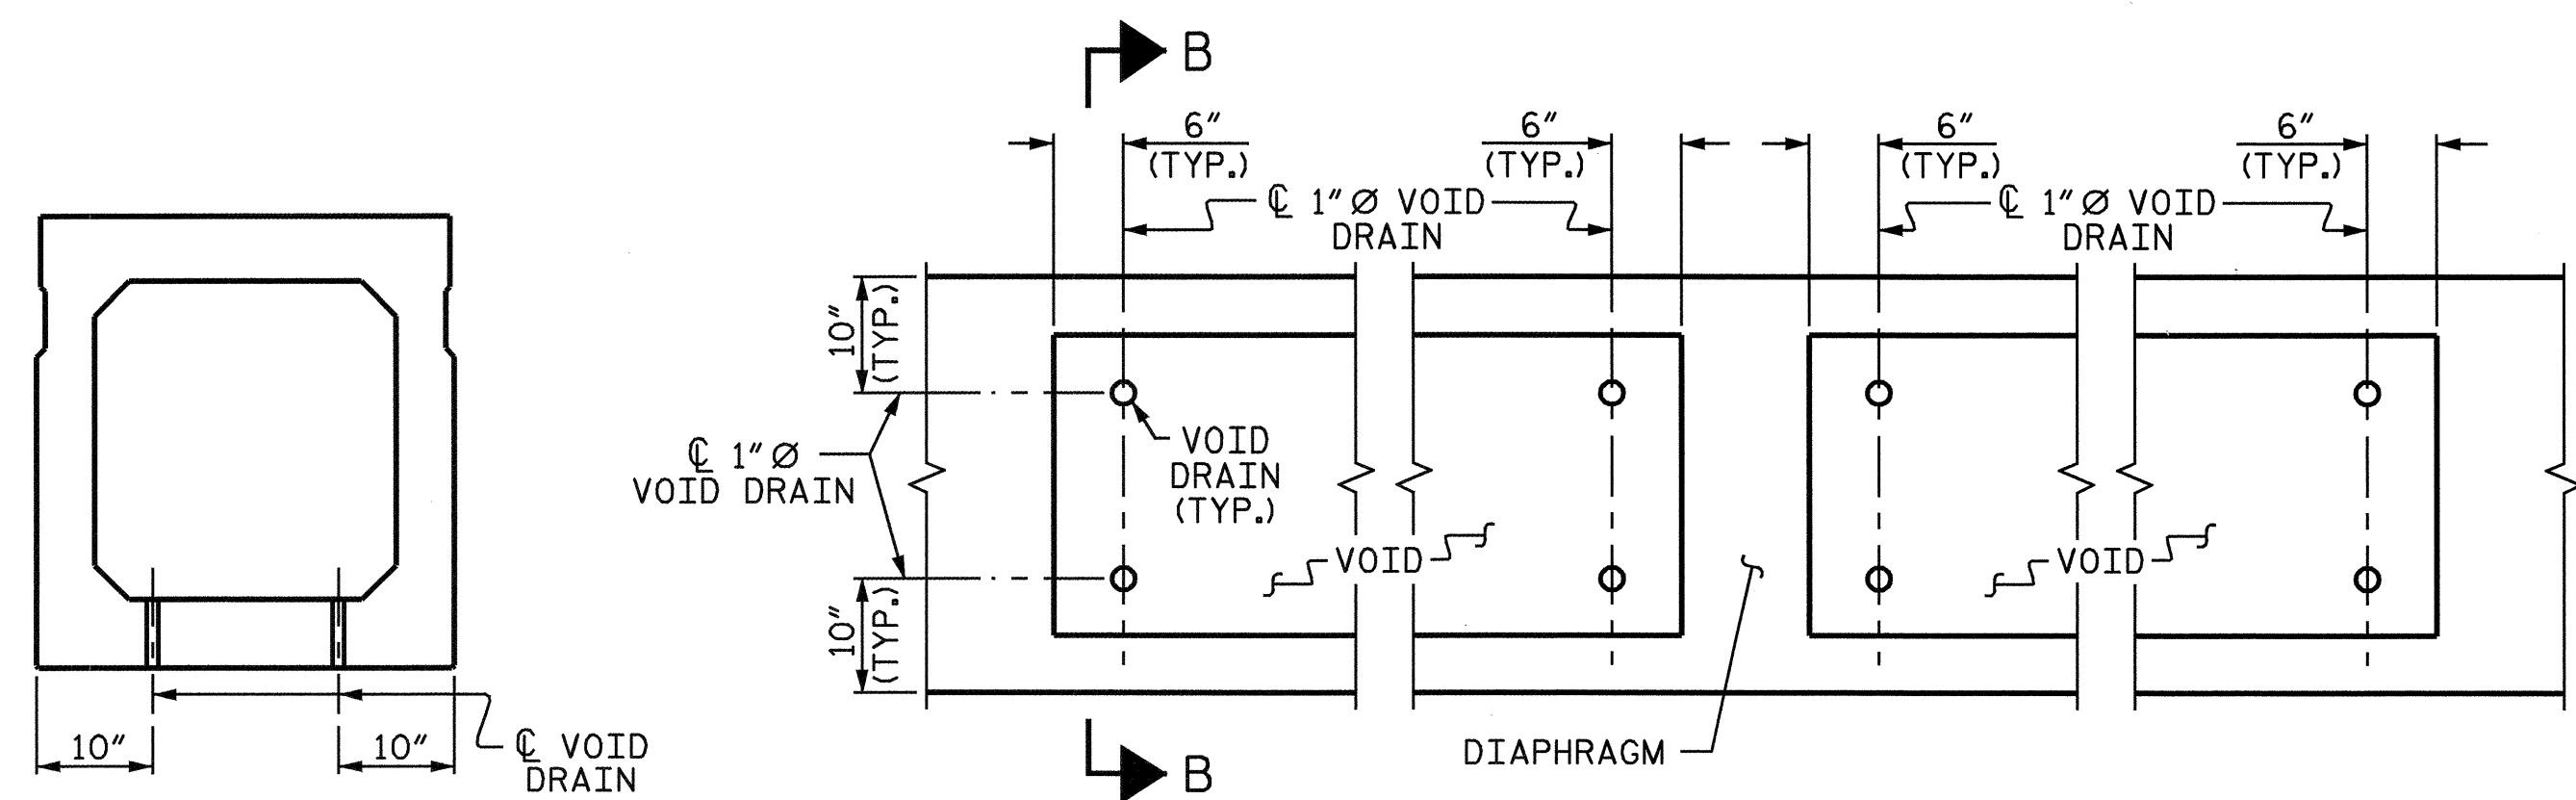 B
6" 6" 6" 6"
(TYP.) (TYP.) (TYP.) (TYP.)
℄ 1" Ø VOID
DRAIN
℄ 1" Ø VOID
DRAIN
10"
(TYP.)
℄ 1" Ø
VOID DRAIN
VOID
DRAIN
(TYP.)
VOID
VOID
10"
(TYP.)
10" 10"
℄ VOID
DRAIN
DIAPHRAGM
B